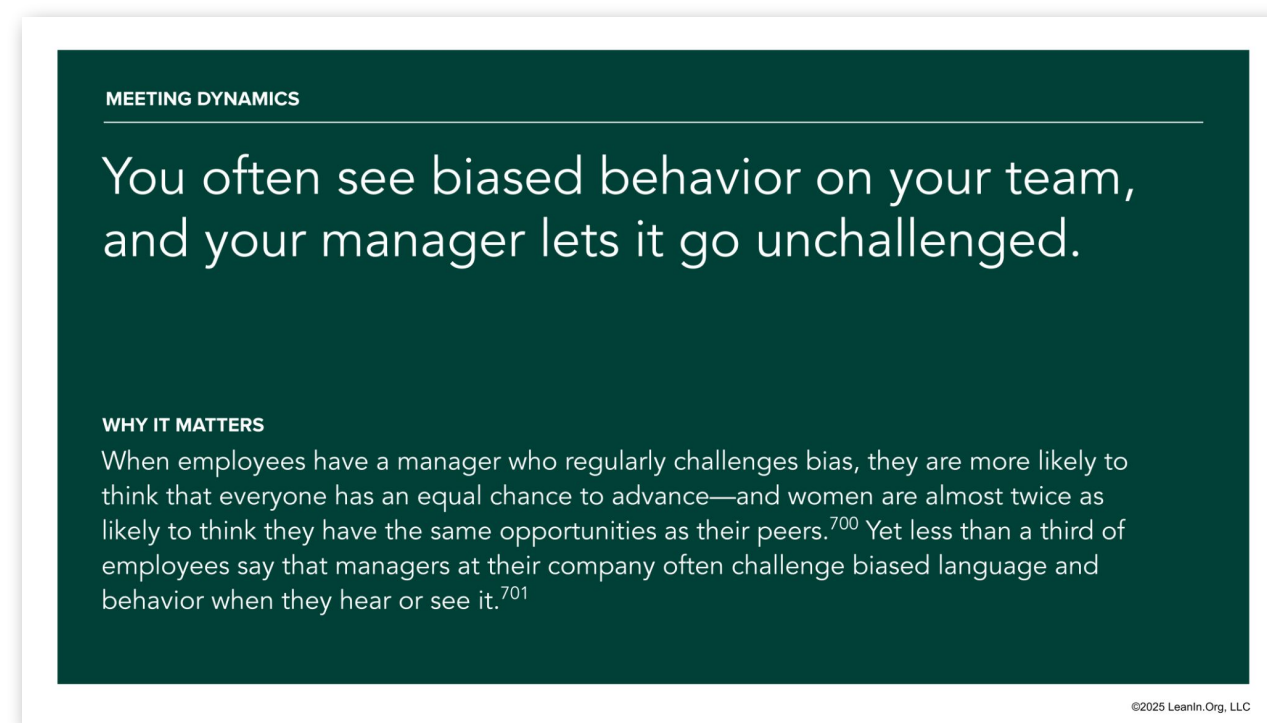 MEETING DYNAMICS
You often see biased behavior on your team,
and your manager lets it go unchallenged.
WHY IT MATTERS
When employees have a manager who regularly challenges bias, they are more likely to
think that everyone has an equal chance to advance—and women are almost twice as
likely to think they have the same opportunities as their peers.700 Yet less than a third of
employees say that managers at their company often challenge biased language and
behavior when they hear or see it.701
©2025 LeanIn.Org, LLC